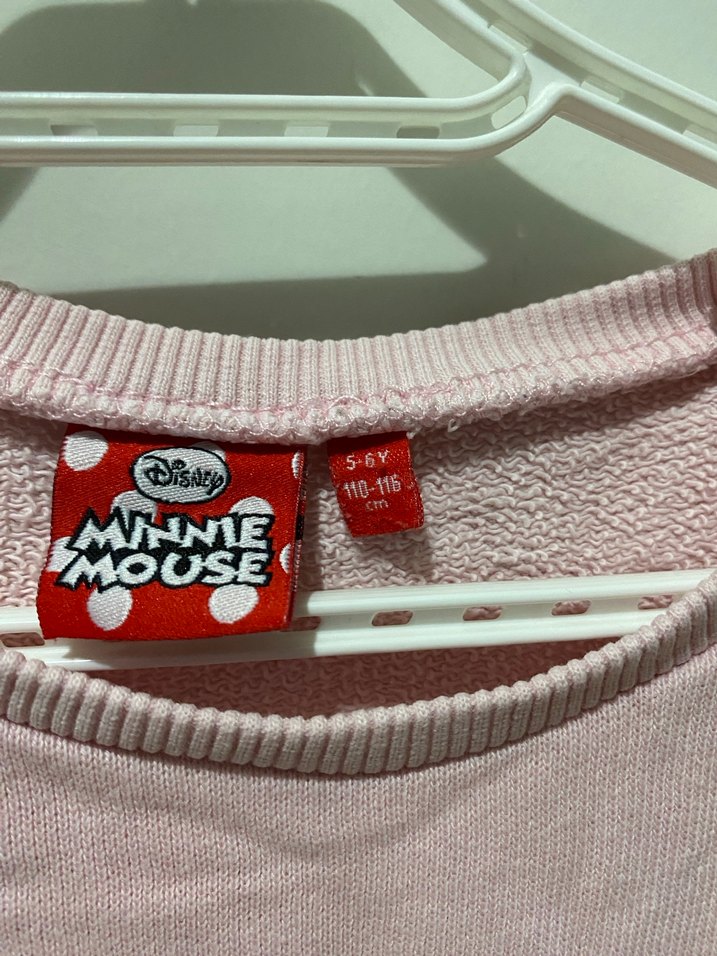 Disney
MINNIE
MOUSE
5-6Y
110-116
cm